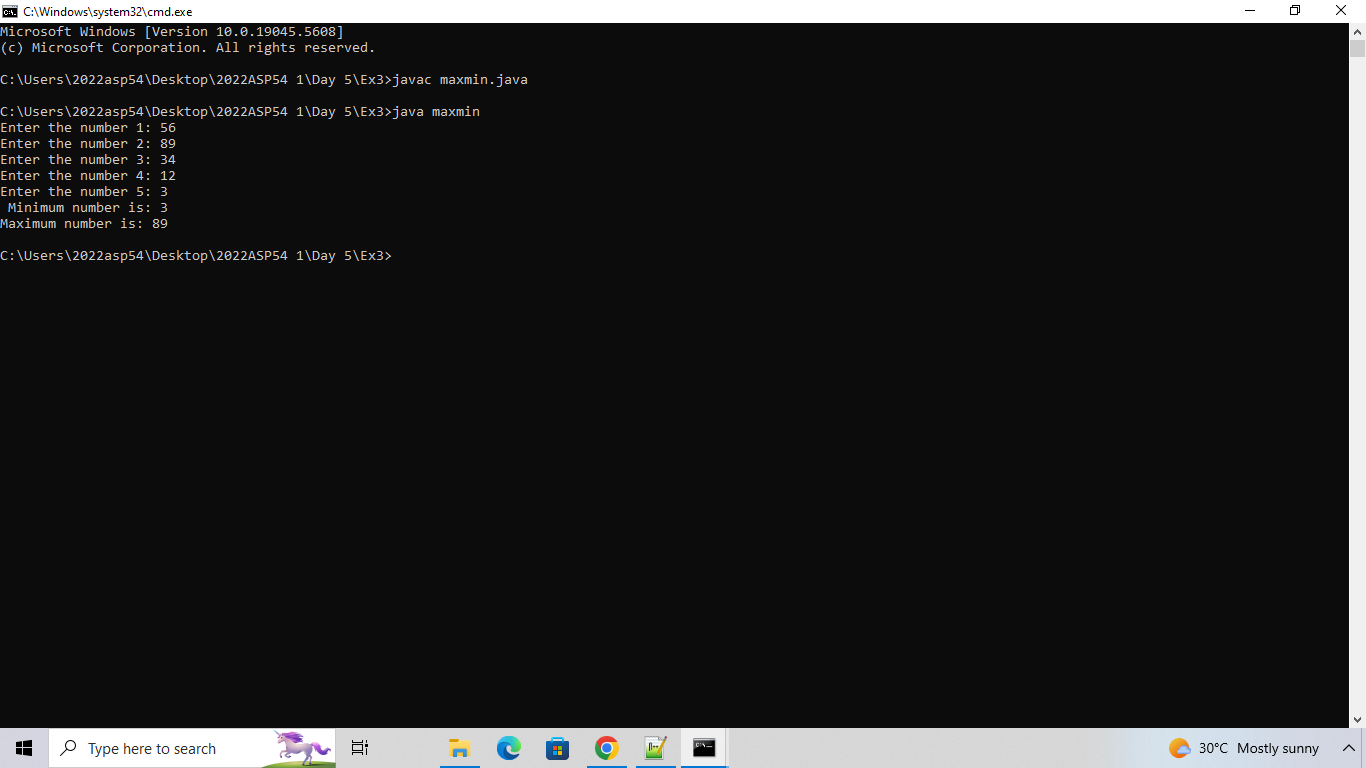 C:\Windows\system32\cmd.exe
Microsoft Windows [Version 10.0.19045.5608]
(c) Microsoft Corporation. All rights reserved.
C:\Users\2022asp54\Desktop\2022ASP54 1\Day 5\Ex3>javac maxmin.java
C:\Users\2022asp54\Desktop\2022ASP54 1\Day 5\Ex3>java maxmin
Enter the number 1: 56
Enter the number 2: 89
Enter the number 3: 34
Enter the number 4: 12
Enter the number 5: 3
 Minimum number is: 3
Maximum number is: 89
C:\Users\2022asp54\Desktop\2022ASP54 1\Day 5\Ex3>
Type here to search
30°C Mostly sunny